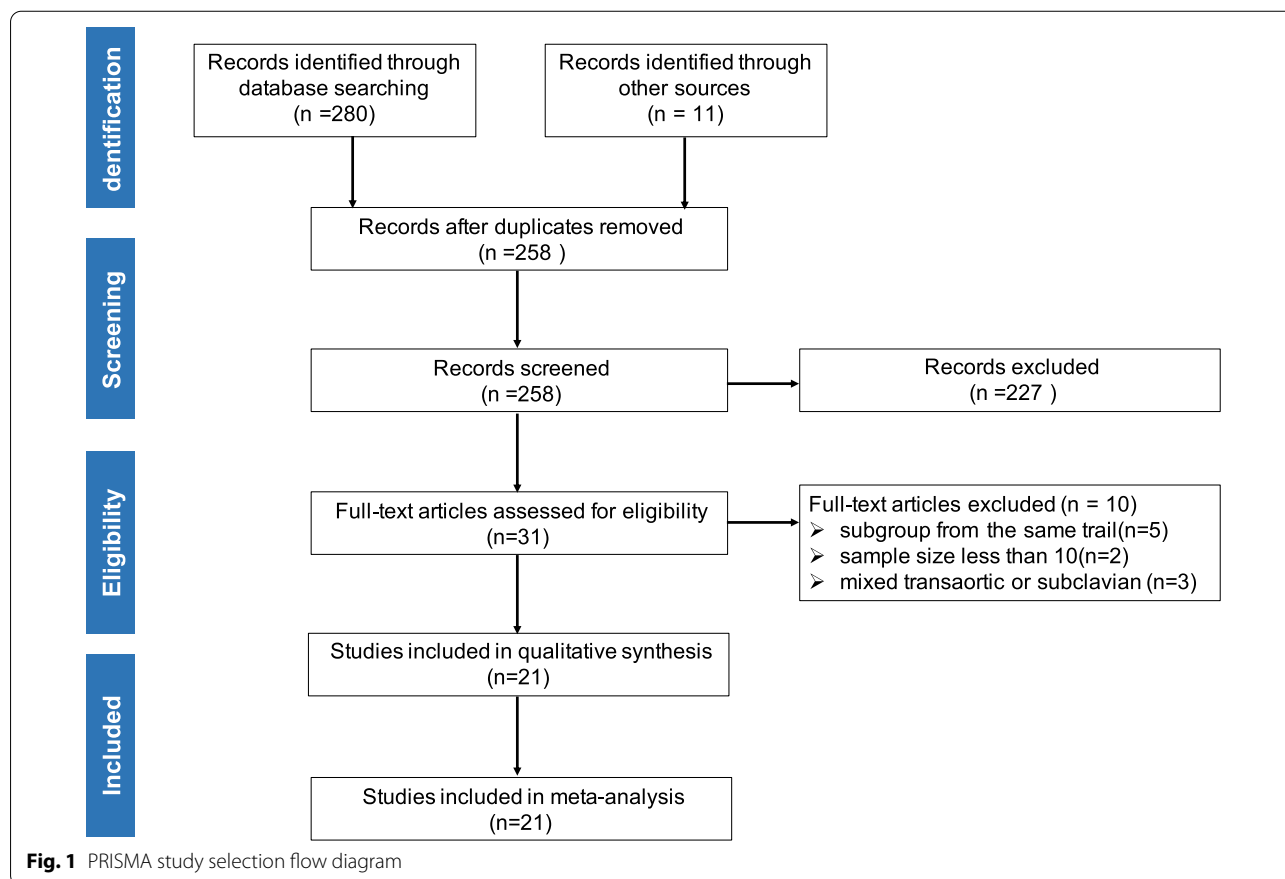 dentification
Records identified through
database searching
(n =280)
Records identified through
other sources
(n = 11)
Records after duplicates removed
(n =258 )
Screening
Records screened
(n =258)
Records excluded
(n =227 )
Eligibility
Full-text articles assessed for eligibility
(n=31)
Full-text articles excluded (n = 10)
➢ subgroup from the same trail(n=5)
➢ sample size less than 10(n=2)
➢ mixed transaortic or subclavian (n=3)
Studies included in qualitative synthesis
(n=21)
Included
Studies included in meta-analysis
(n=21)
Fig. 1 PRISMA study selection flow diagram